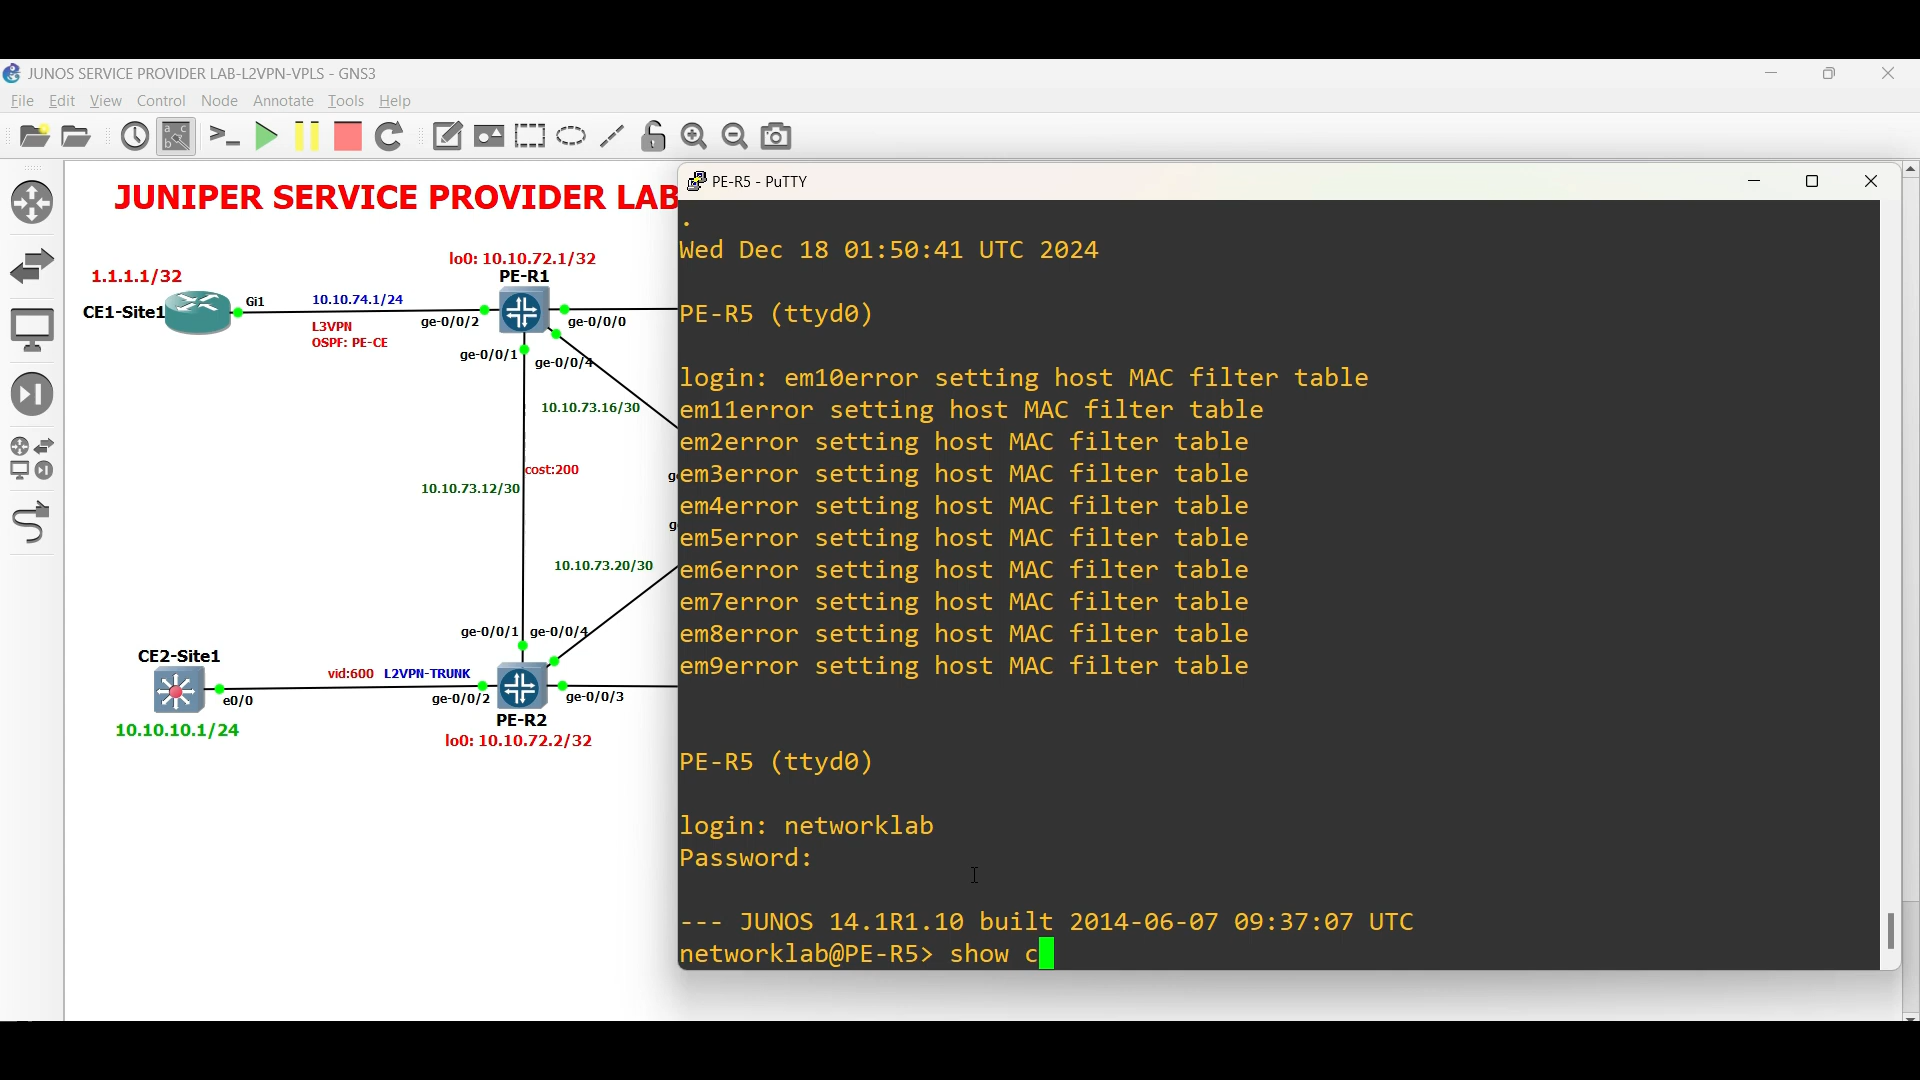 JUNOS SERVICE PROVIDER LAB-L2VPN-VPLS - GNS3
File Edit View Control Node Annotate Tools Help
JUNIPER SERVICE PROVIDER LAB
lo0: 10.10.72.1/32
PE-R1
1.1.1.1/32
CE1-Site1
Gi1
10.10.74.1/24
L3VPN
OSPF: PE-CE
ge-0/0/2
ge-0/0/0
ge-0/0/1
ge-0/0/4
10.10.73.16/30
cost:200
10.10.73.12/30
10.10.73.20/30
ge-0/0/1
ge-0/0/4
CE2-Site1
vid:600
L2VPN-TRUNK
e0/0
ge-0/0/2
ge-0/0/3
PE-R2
10.10.10.1/24
lo0: 10.10.72.2/32
PE-R5 - PuTTY
.
Wed Dec 18 01:50:41 UTC 2024
PE-R5 (ttyd0)
login: em10error setting host MAC filter table
em11error setting host MAC filter table
em2error setting host MAC filter table
em3error setting host MAC filter table
em4error setting host MAC filter table
em5error setting host MAC filter table
em6error setting host MAC filter table
em7error setting host MAC filter table
em8error setting host MAC filter table
em9error setting host MAC filter table
PE-R5 (ttyd0)
login: networklab
Password:
--- JUNOS 14.1R1.10 built 2014-06-07 09:37:07 UTC
networklab@PE-R5> show c